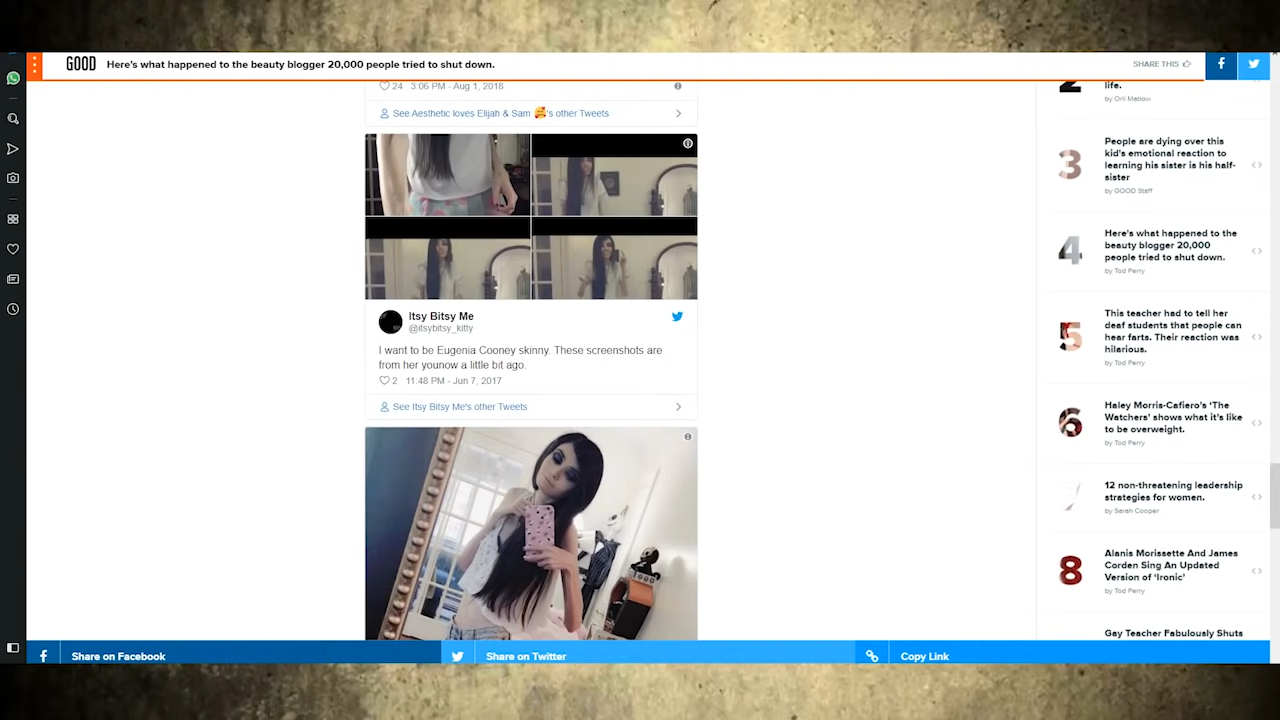 GOOD Here's what happened to the beauty blogger 20,000 people tried to shut down.
SHARE THIS
24 3:06 PM - Aug 1, 2018
See Aesthetic loves Elijah & Sam 🥰's other Tweets
Itsy Bitsy Me
@itsybitsy_kitty
I want to be Eugenia Cooney skinny. These screenshots are
from her younow a little bit ago.
2 11:48 PM - Jun 7, 2017
See Itsy Bitsy Me's other Tweets
2
life.
by Orli Matlow
3
People are dying over this
kid's emotional reaction to
learning his sister is his half-
sister
by GOOD Staff
4
Here's what happened to the
beauty blogger 20,000
people tried to shut down.
by Tod Perry
5
This teacher had to tell her
deaf students that people can
hear farts. Their reaction was
hilarious.
by Tod Perry
6
Haley Morris-Cafiero's 'The
Watchers' shows what it's like
to be overweight.
by Tod Perry
7
12 non-threatening leadership
strategies for women.
by Sarah Cooper
8
Alanis Morissette And James
Corden Sing An Updated
Version of 'Ironic'
by Tod Perry
Gay Teacher Fabulously Shuts
Share on Facebook
Share on Twitter
Copy Link